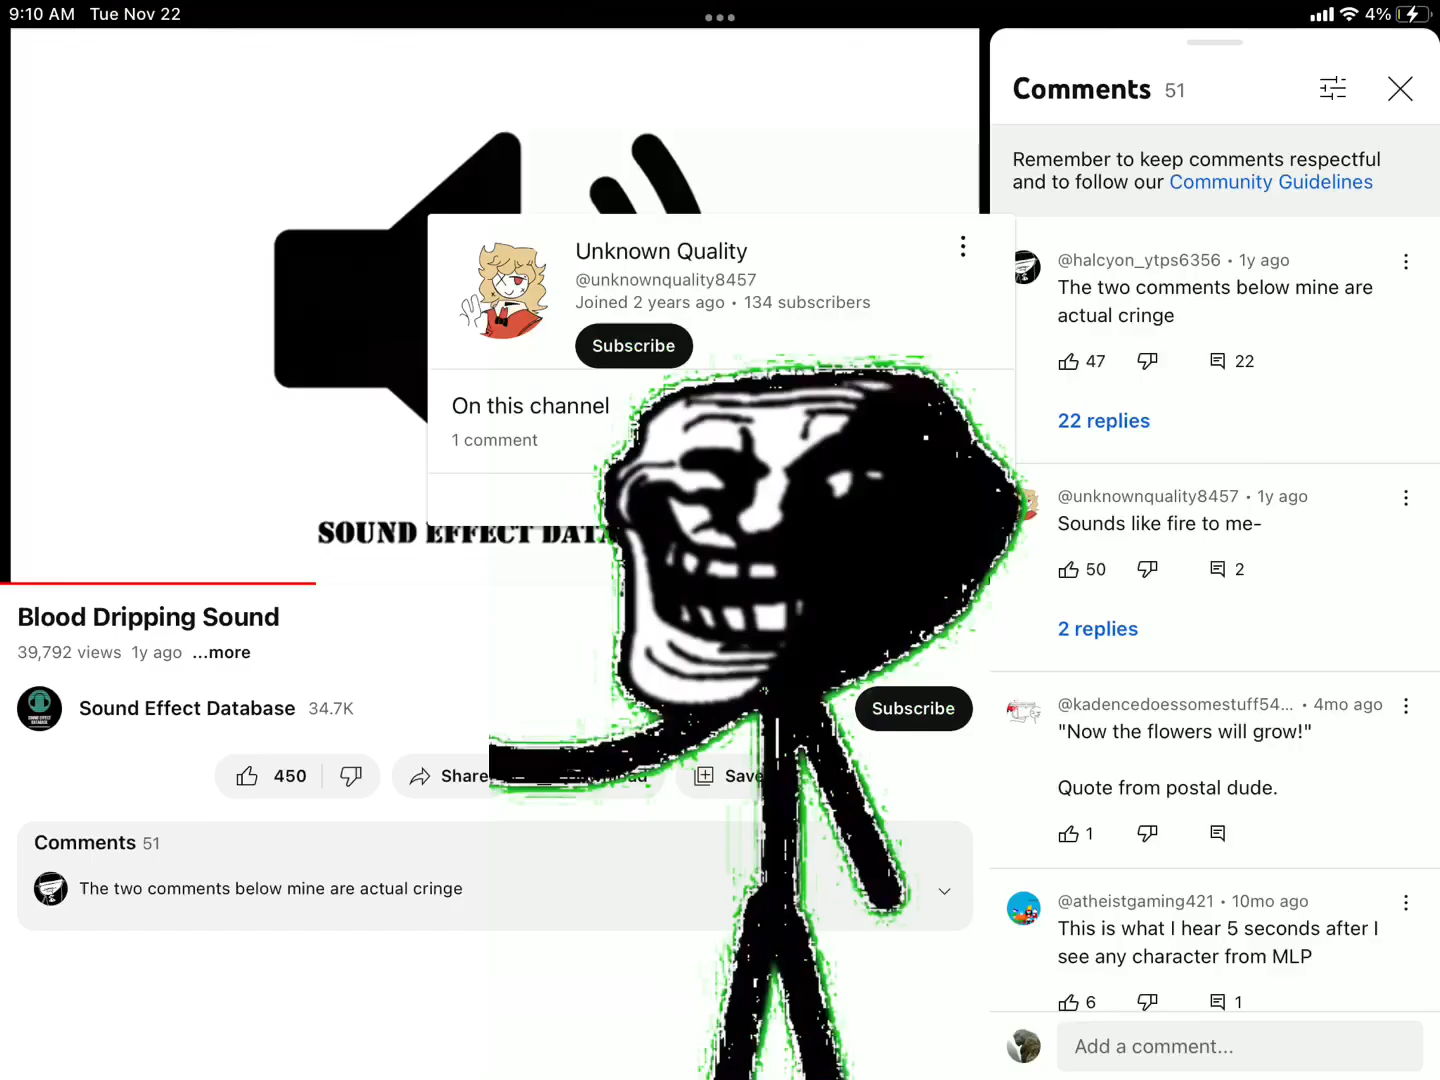 9:10 AM Tue Nov 22
4%
Unknown Quality
@unknownquality8457
Joined 2 years ago • 134 subscribers
Subscribe
On this channel
1 comment
SOUND EFFECT
Blood Dripping Sound
39,792 views 1y ago ...more
Sound Effect Database 34.7K
Subscribe
450
Share
Save
Comments 51
The two comments below mine are actual cringe
Comments 51
Remember to keep comments respectful
and to follow our Community Guidelines
@halcyon_ytps6356 • 1y ago
The two comments below mine are
actual cringe
47 22
22 replies
@unknownquality8457 • 1y ago
Sounds like fire to me-
50 2
2 replies
@kadencedoessomestuff54... • 4mo ago
"Now the flowers will grow!"
Quote from postal dude.
1
@atheistgaming421 • 10mo ago
This is what I hear 5 seconds after I
see any character from MLP
6 1
Add a comment...